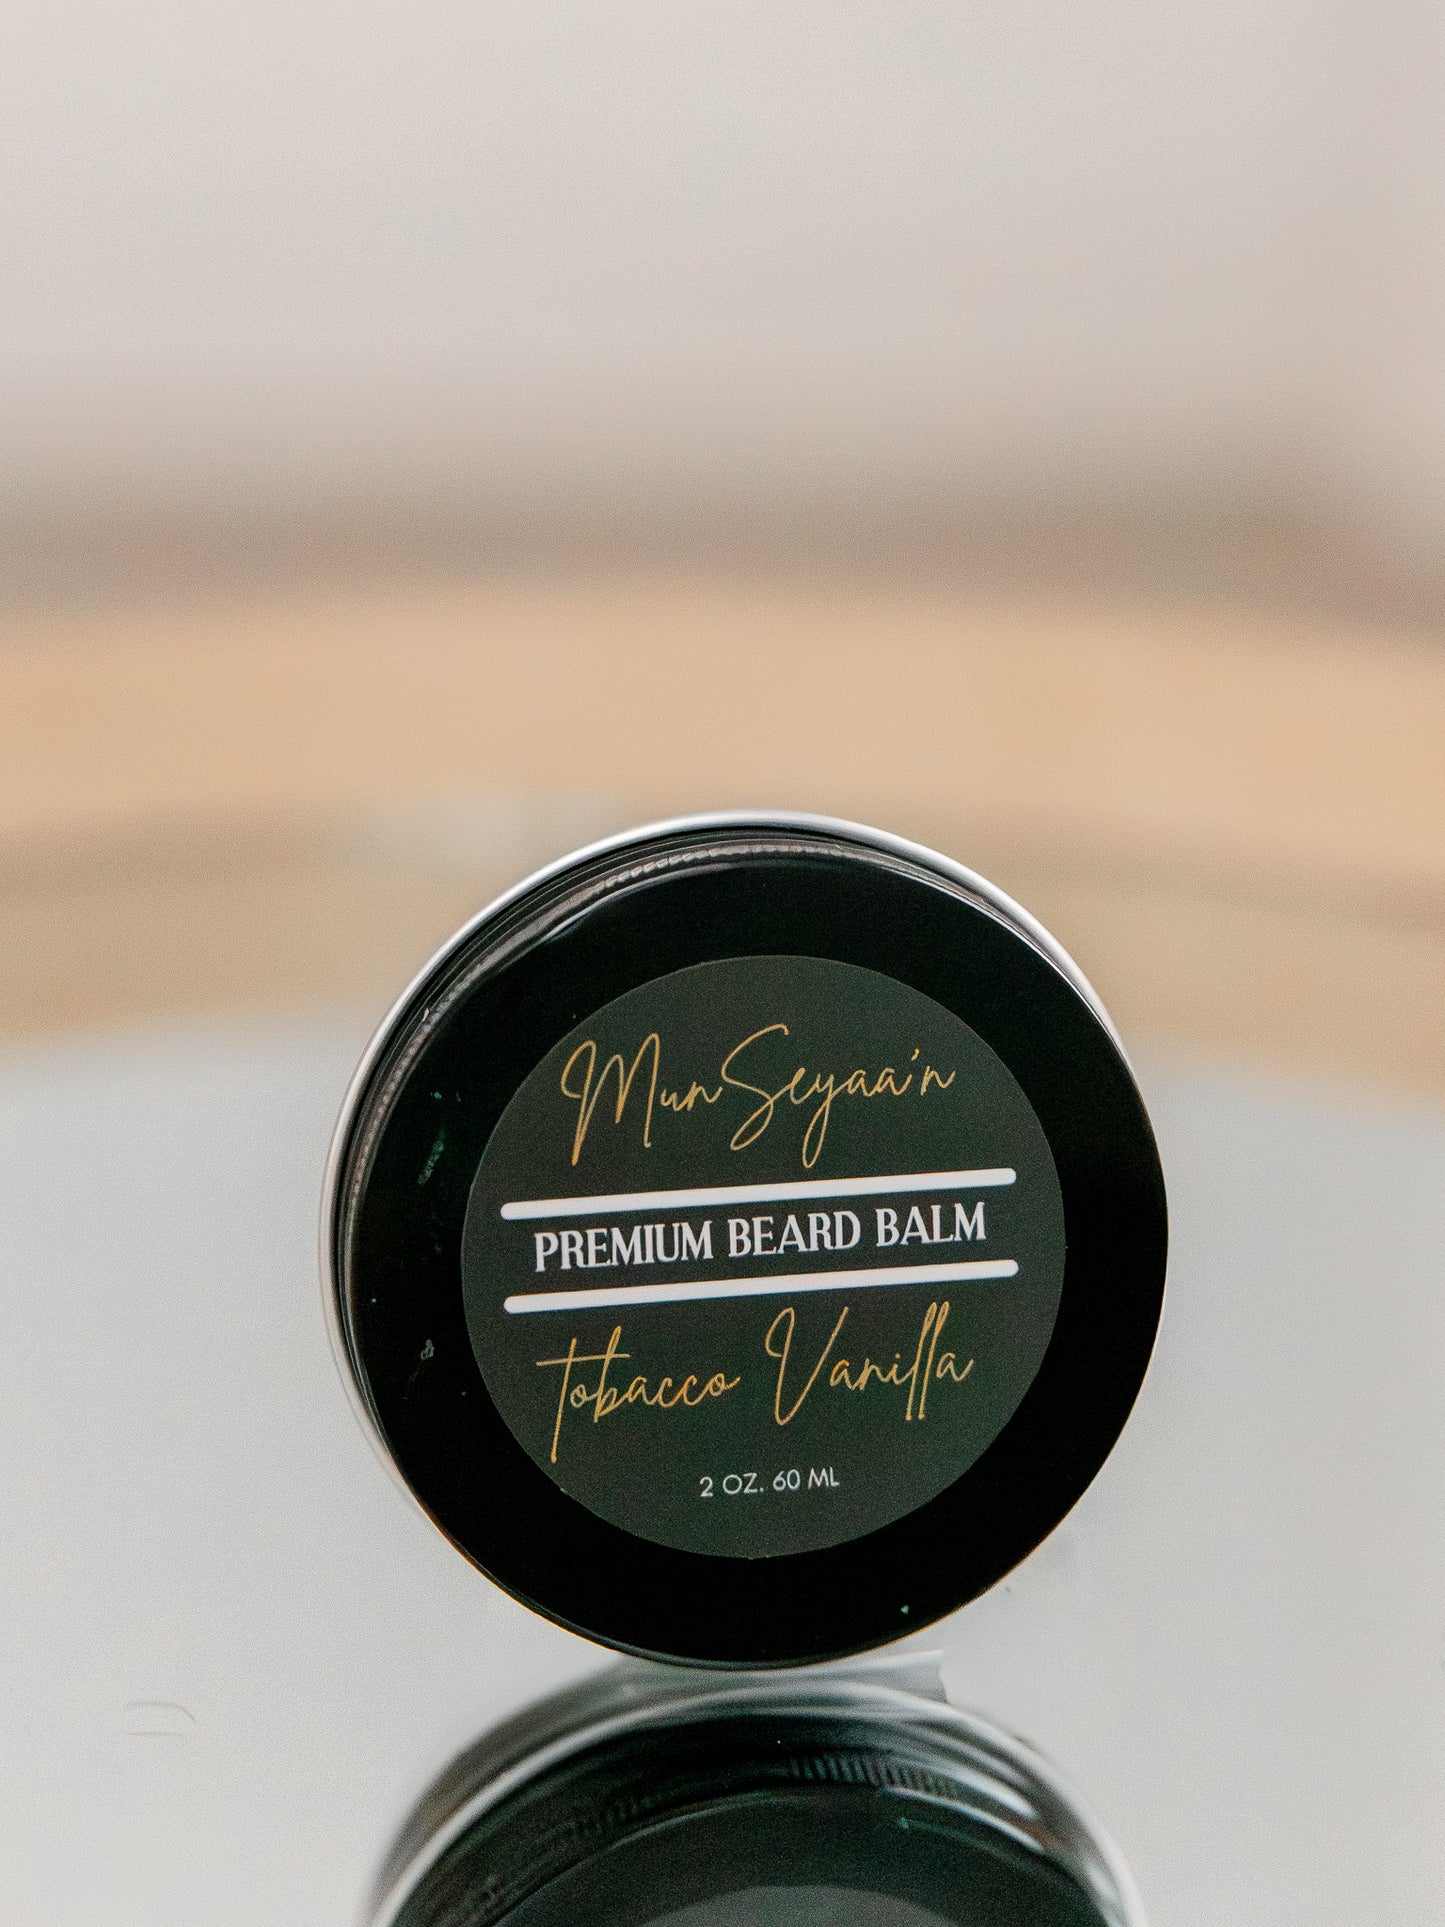 MunSeyaa'n
PREMIUM BEARD BALM
Tobacco Vanilla
2 OZ. 60 ML